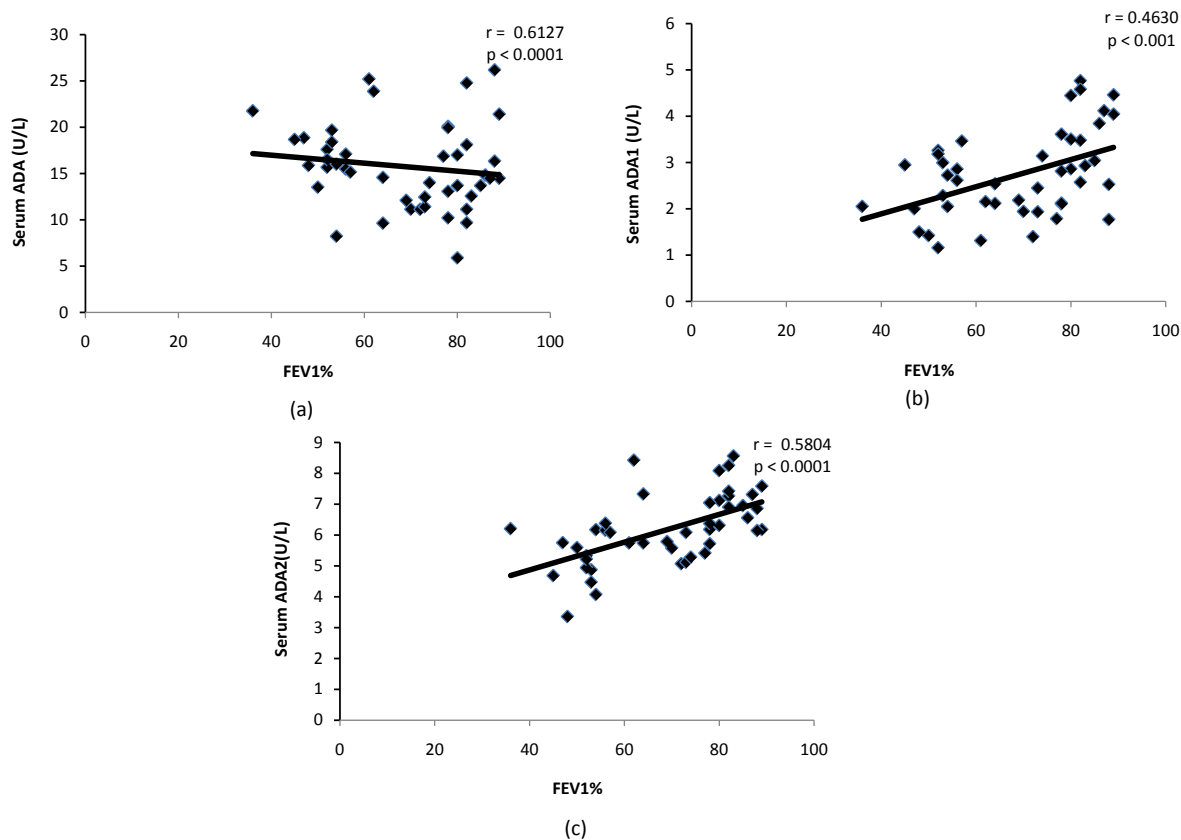 r = 0.6127
p < 0.0001
30
25
20
15
10
5
0
Serum ADA (U/L)
0 20 40 60 80 100
FEV1%
(a)
r = 0.4630
p < 0.001
6
5
4
3
2
1
0
Serum ADA1 (U/L)
0 20 40 60 80 100
FEV1%
(b)
r = 0.5804
p < 0.0001
9
8
7
6
5
4
3
2
1
0
Serum ADA2(U/L)
0 20 40 60 80 100
FEV1%
(c)